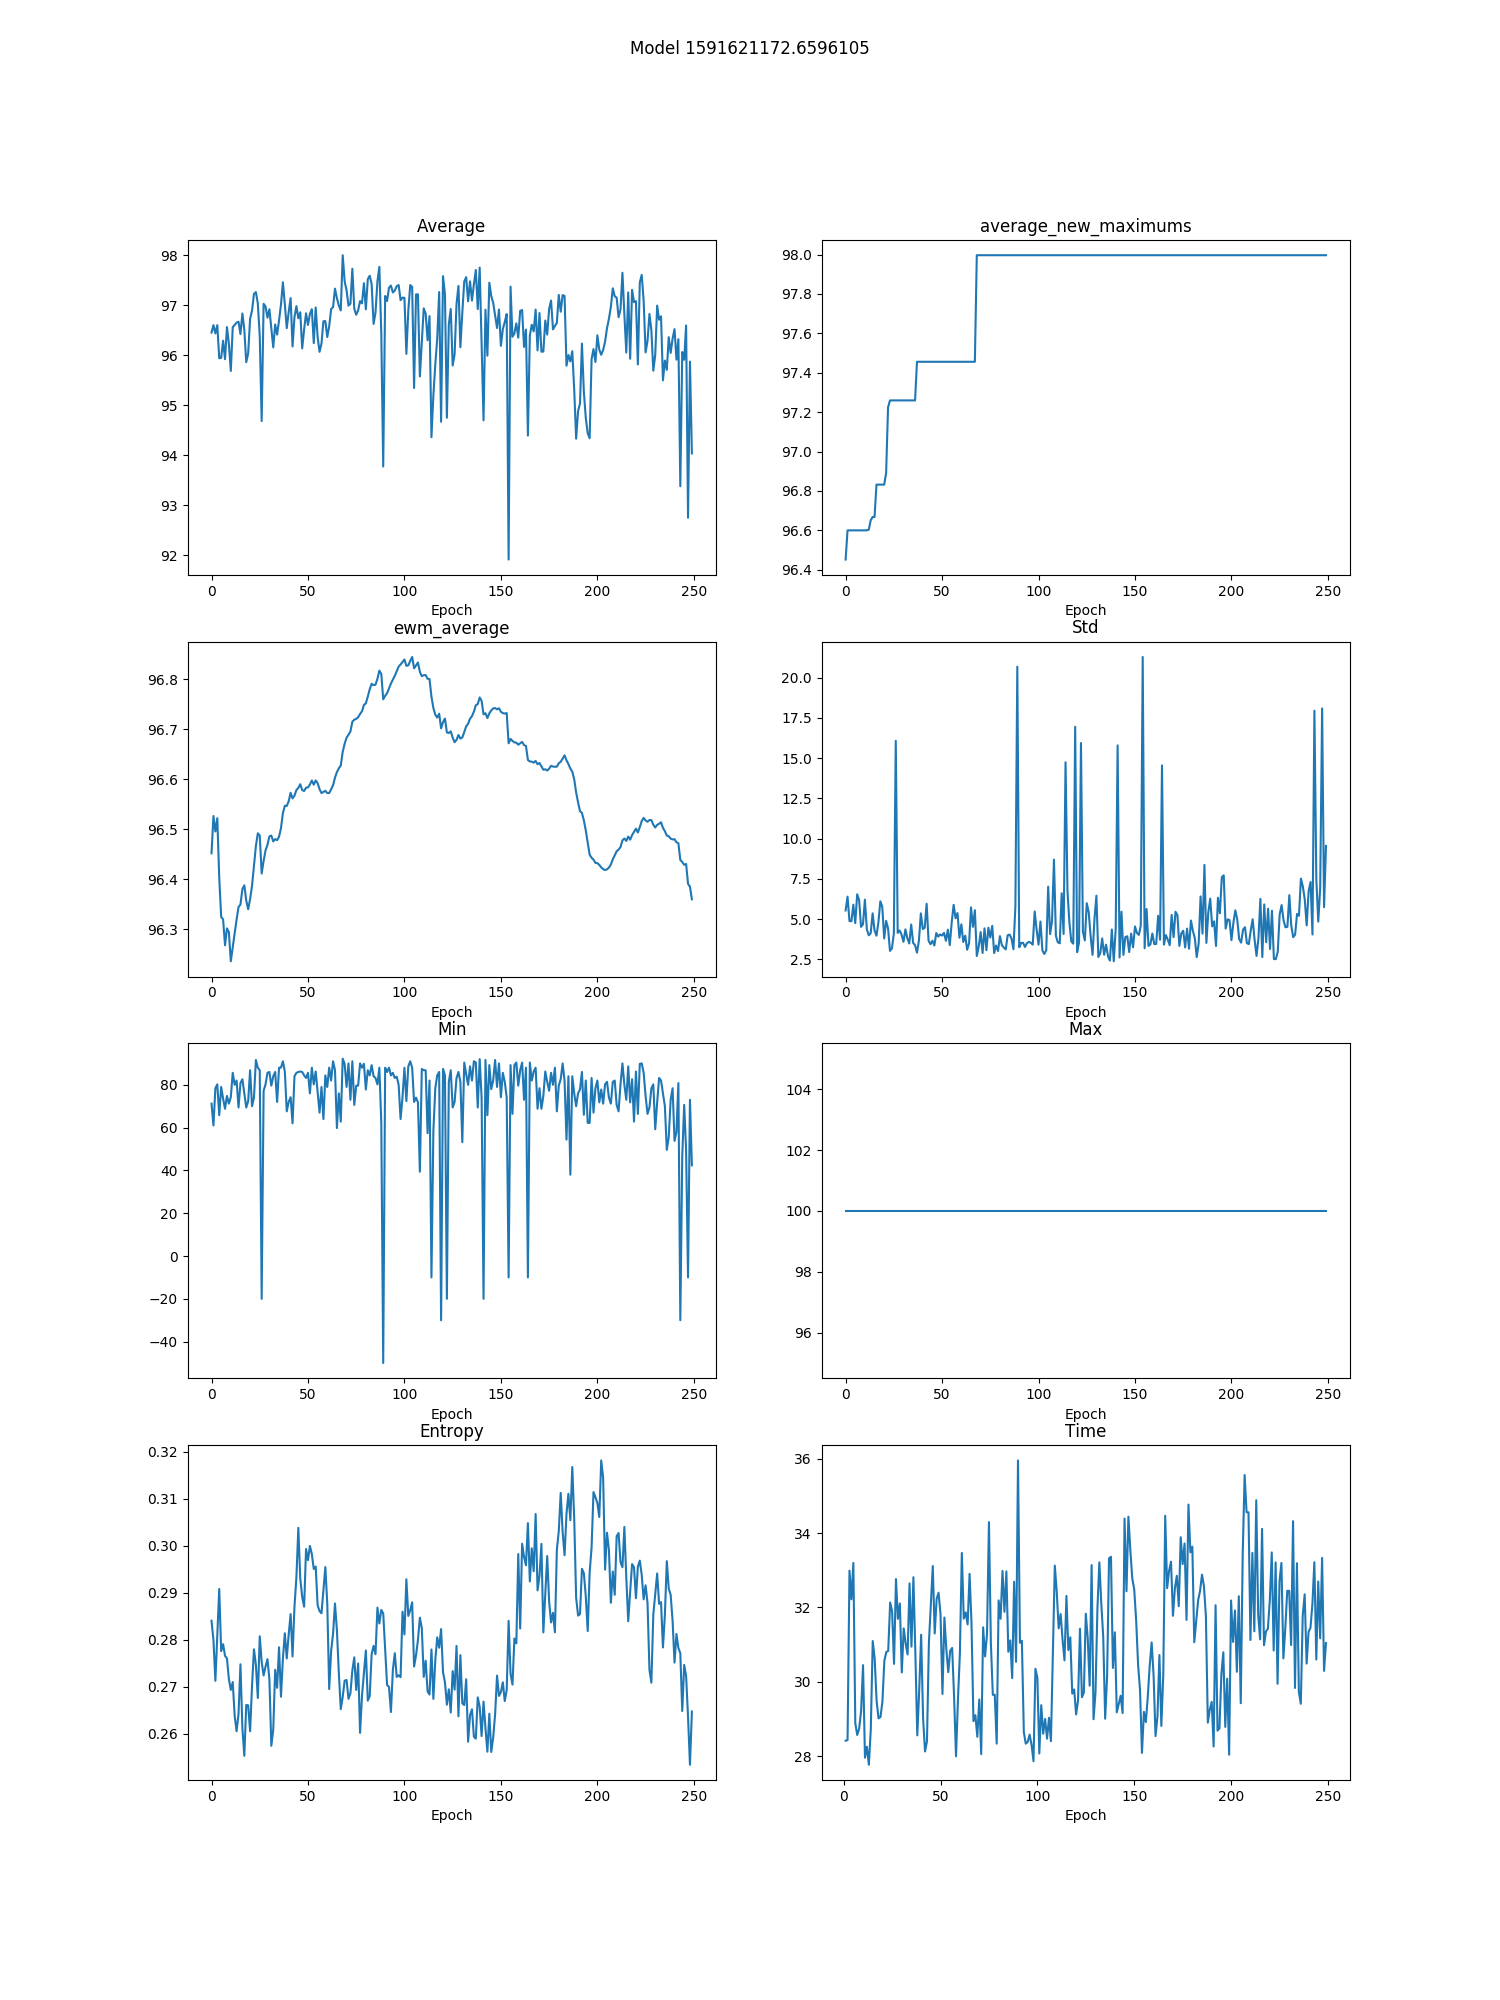 Model 1591621172.6596105
Average
98
97
96
95
94
93
92
0 50 100 150 200 250
Epoch
average_new_maximums
98.0
97.8
97.6
97.4
97.2
97.0
96.8
96.6
96.4
0 50 100 150 200 250
Epoch
ewm_average
96.8
96.7
96.6
96.5
96.4
96.3
0 50 100 150 200 250
Epoch
Std
20.0
17.5
15.0
12.5
10.0
7.5
5.0
2.5
0 50 100 150 200 250
Epoch
Min
80
60
40
20
0
−20
−40
0 50 100 150 200 250
Epoch
Max
104
102
100
98
96
0 50 100 150 200 250
Epoch
Entropy
0.32
0.31
0.30
0.29
0.28
0.27
0.26
0 50 100 150 200 250
Epoch
Time
36
34
32
30
28
0 50 100 150 200 250
Epoch